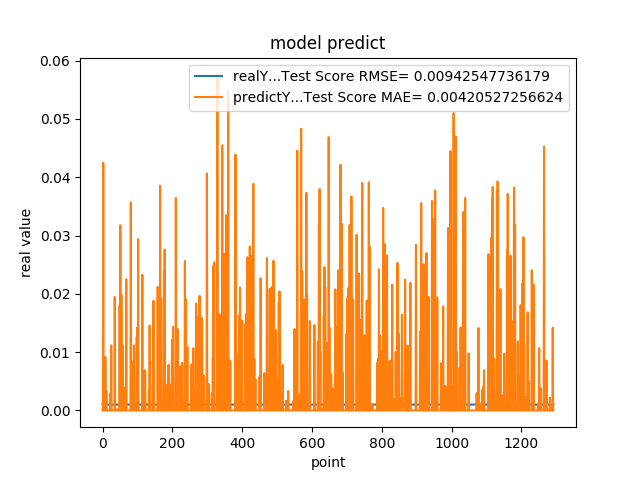 model predict
realY...Test Score RMSE= 0.00942547736179
predictY...Test Score MAE= 0.00420527256624
0.06
0.05
0.04
0.03
0.02
0.01
0.00
real value
0 200 400 600 800 1000 1200
point